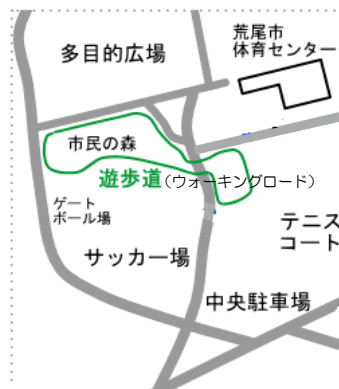 荒尾市
体育センター
多目的広場
市民の森
遊歩道(ウォーキングロード)
ゲート
ボール場
テニス
コート
サッカー場
中央駐車場